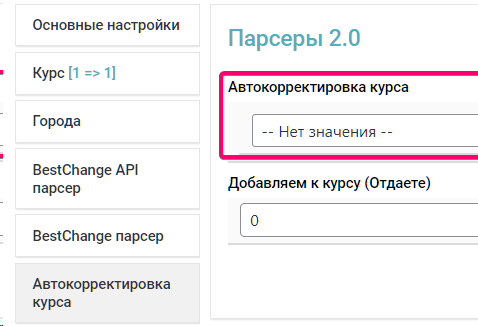 Основные настройки
Курс [1 => 1]
Города
BestChange API
парсер
BestChange парсер
Автокорректировка
курса
Парсеры 2.0
Автокорректировка курса
-- Нет значения --
Добавляем к курсу (Отдаете)
0